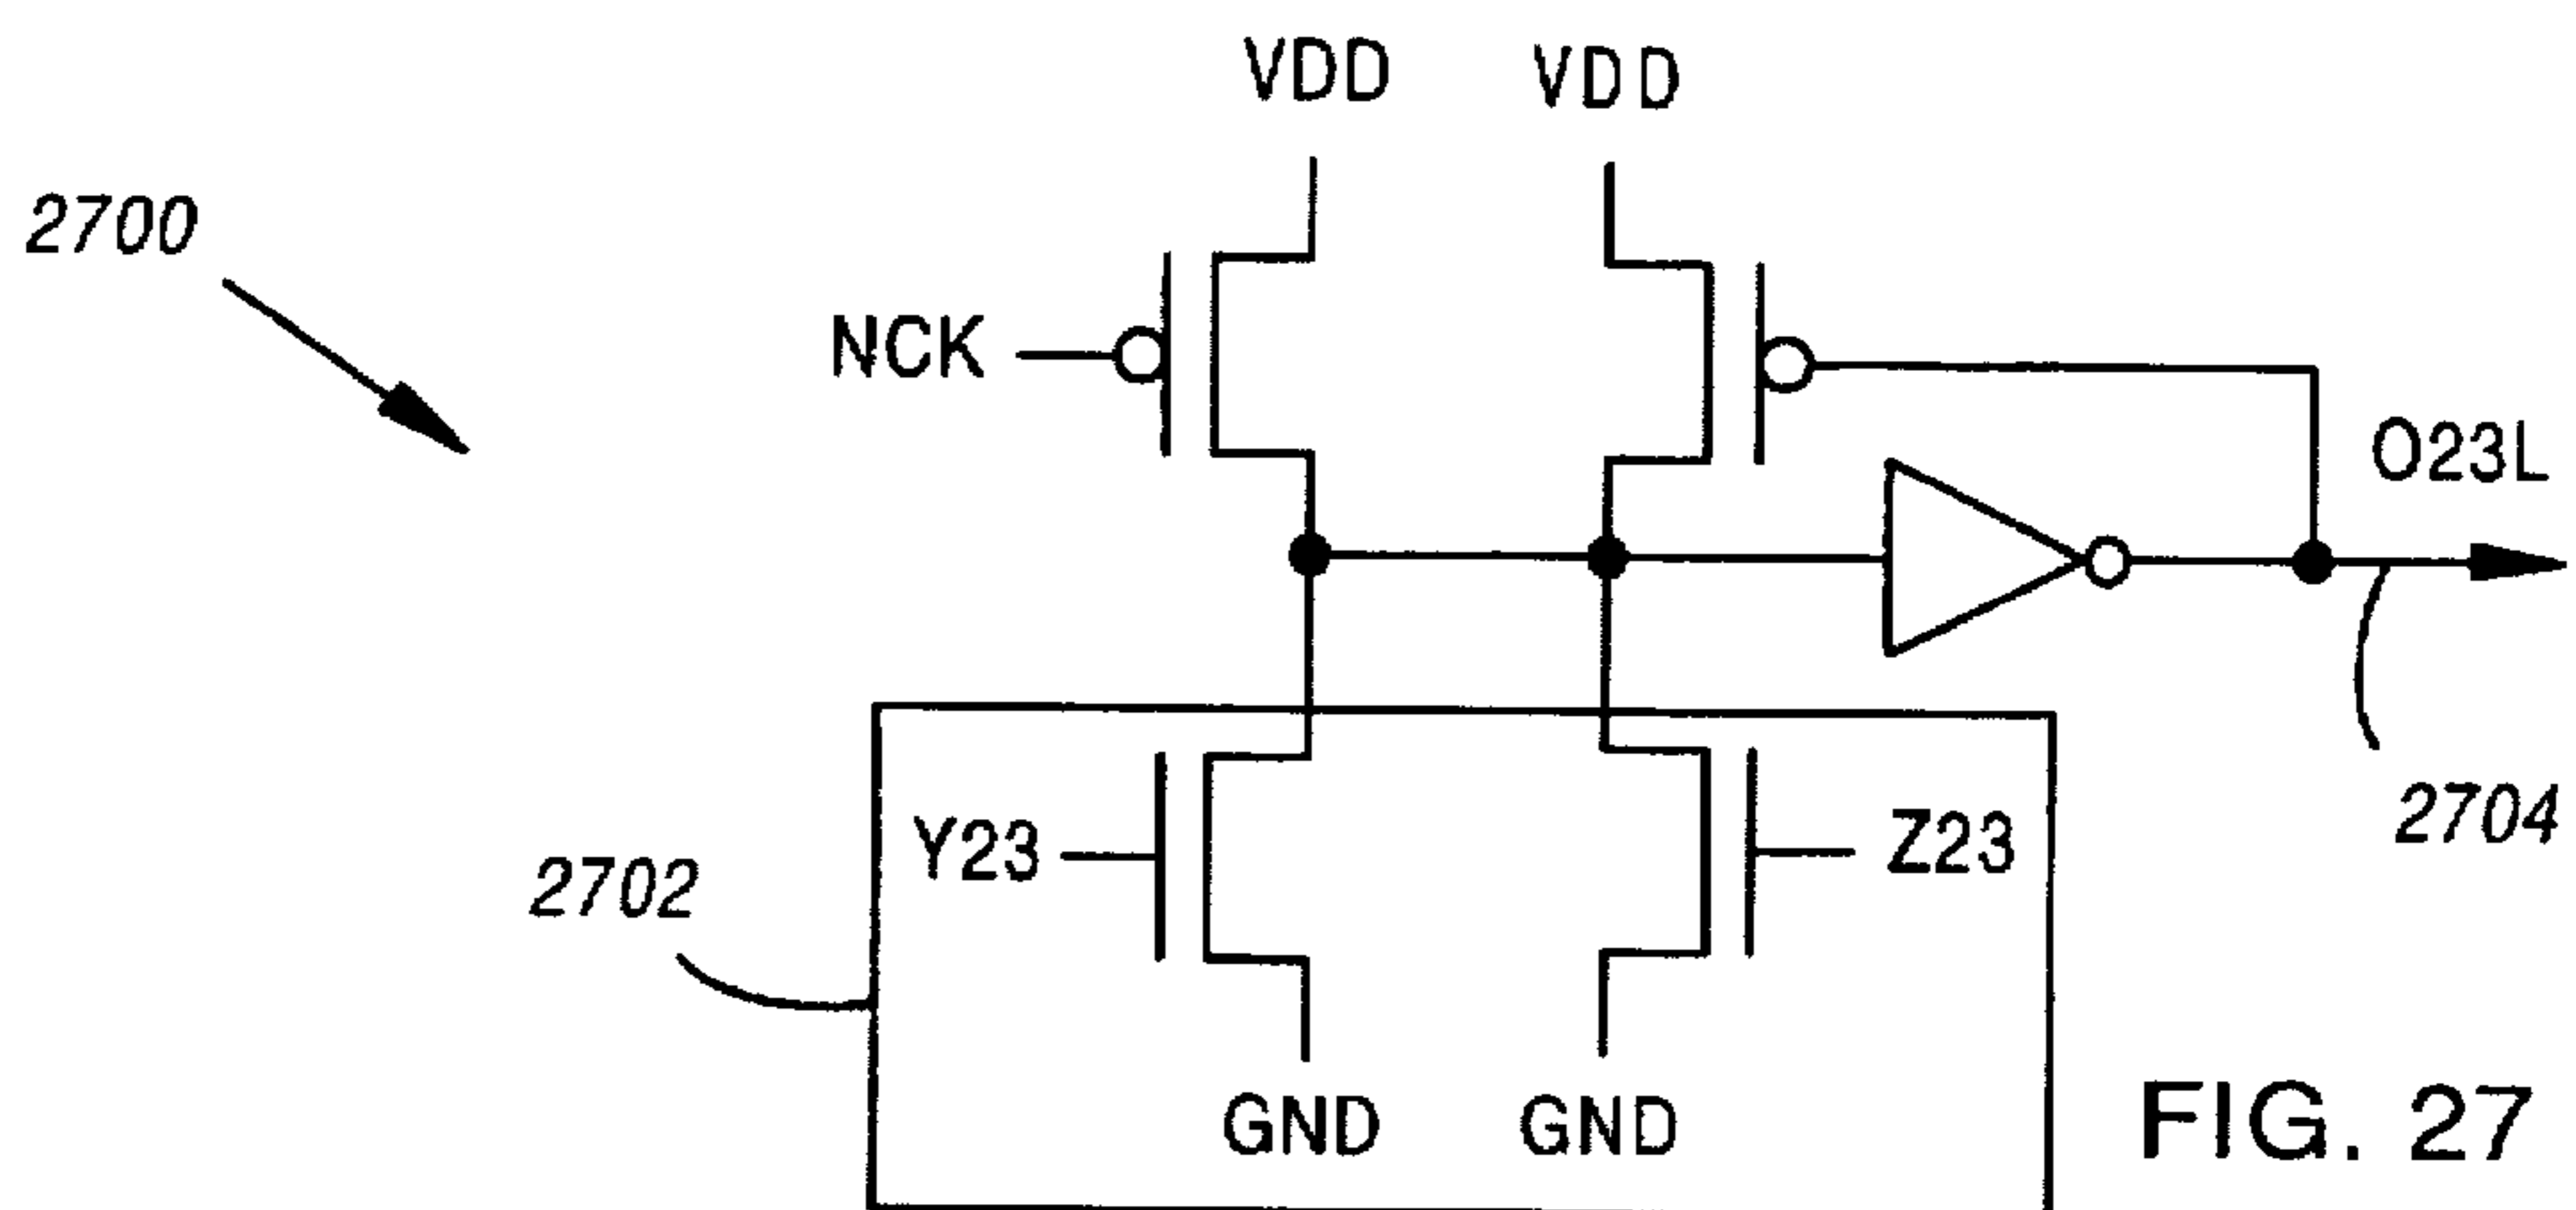 VDD VDD
2700
NCK
O23L
Y23 Z23
2704
2702
GND GND
FIG. 27